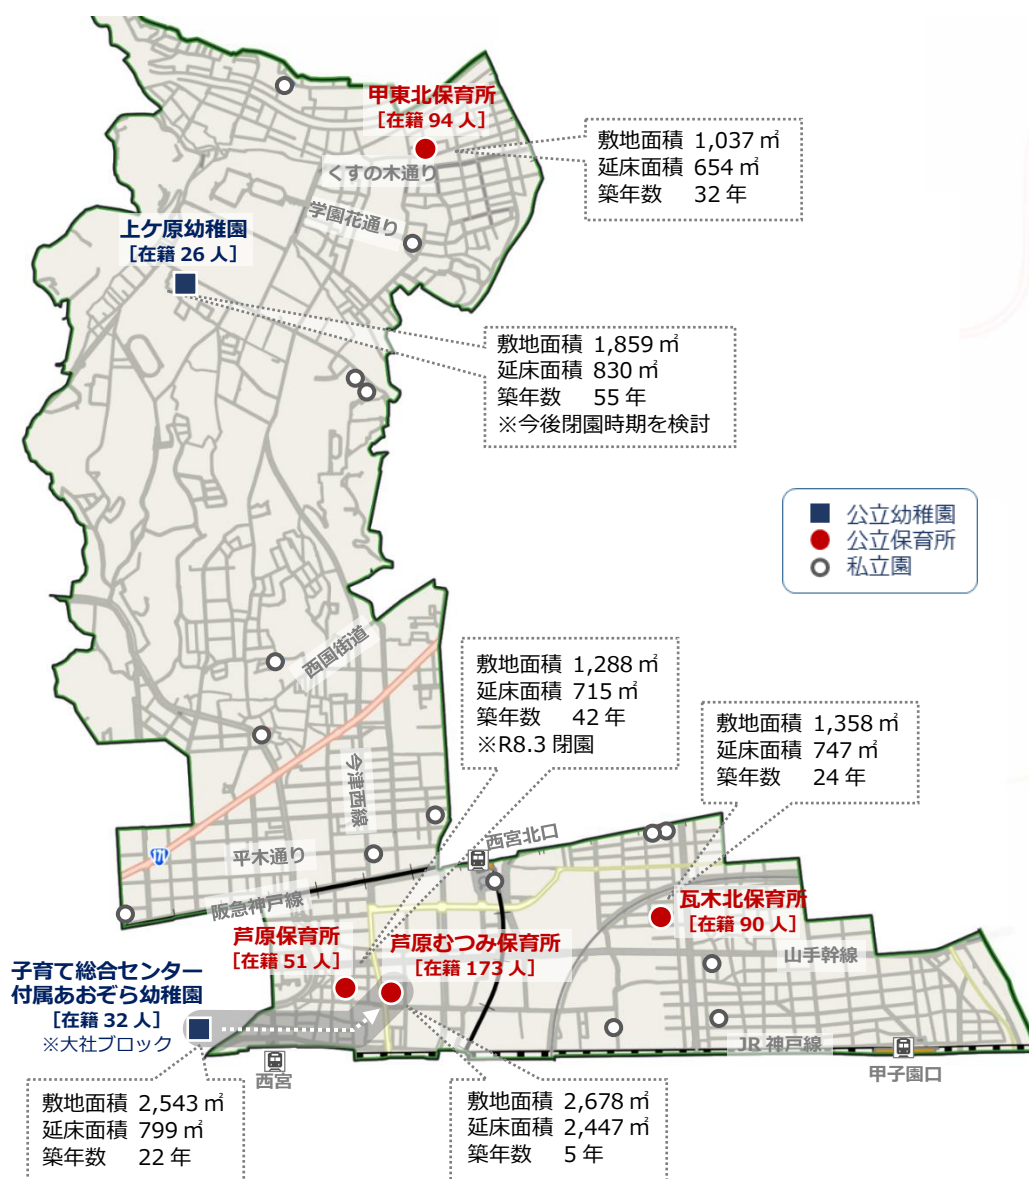 甲東北保育所
[在籍 94 人]
敷地面積 1,037 ㎡
延床面積 654 ㎡
築年数 32 年
くすの木通り
学園花通り
上ケ原幼稚園
[在籍 26 人]
敷地面積 1,859 ㎡
延床面積 830 ㎡
築年数 55 年
※今後閉園時期を検討
公立幼稚園
公立保育所
私立園
西国街道
敷地面積 1,288 ㎡
延床面積 715 ㎡
築年数 42 年
※R8.3 閉園
敷地面積 1,358 ㎡
延床面積 747 ㎡
築年数 24 年
今津西線
171
平木通り
西宮北口
阪急神戸線
瓦木北保育所
[在籍 90 人]
芦原保育所
[在籍 51 人]
芦原むつみ保育所
[在籍 173 人]
山手幹線
子育て総合センター
付属あおぞら幼稚園
[在籍 32 人]
※大社ブロック
JR 神戸線
西宮
甲子園口
敷地面積 2,543 ㎡
延床面積 799 ㎡
築年数 22 年
敷地面積 2,678 ㎡
延床面積 2,447 ㎡
築年数 5 年